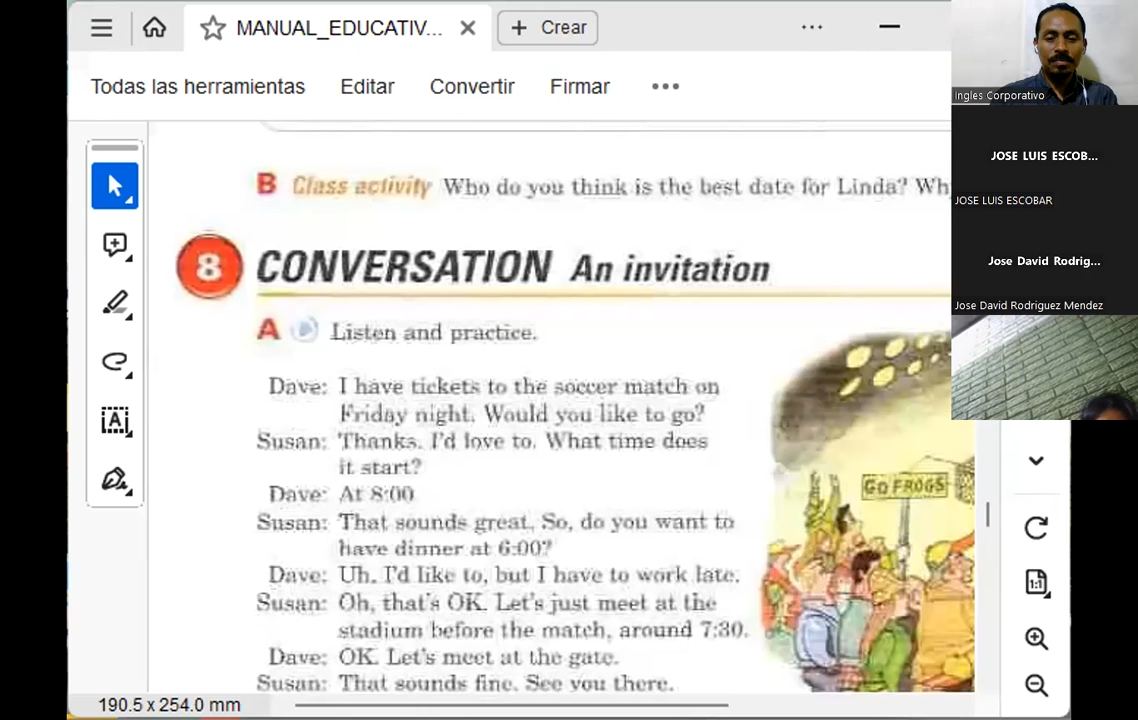 MANUAL_EDUCATIV...
Crear
Todas las herramientas
Editar
Convertir
Firmar
Ingles Corporativo
JOSE LUIS ESCOB...
JOSE LUIS ESCOBAR
Jose David Rodrig...
Jose David Rodriguez Mendez
B Class activity Who do you think is the best date for Linda? Wh
8 CONVERSATION An invitation
A Listen and practice.
Dave: I have tickets to the soccer match on
Friday night. Would you like to go?
Susan: Thanks. I'd love to. What time does
it start?
Dave: At 8:00
Susan: That sounds great. So, do you want to
have dinner at 6:00?
Dave: Uh, I'd like to, but I have to work late.
Susan: Oh, that's OK. Let's just meet at the
stadium before the match, around 7:30.
Dave: OK. Let's meet at the gate.
Susan: That sounds fine. See you there.
GO FROGS
1:1
190.5 x 254.0 mm